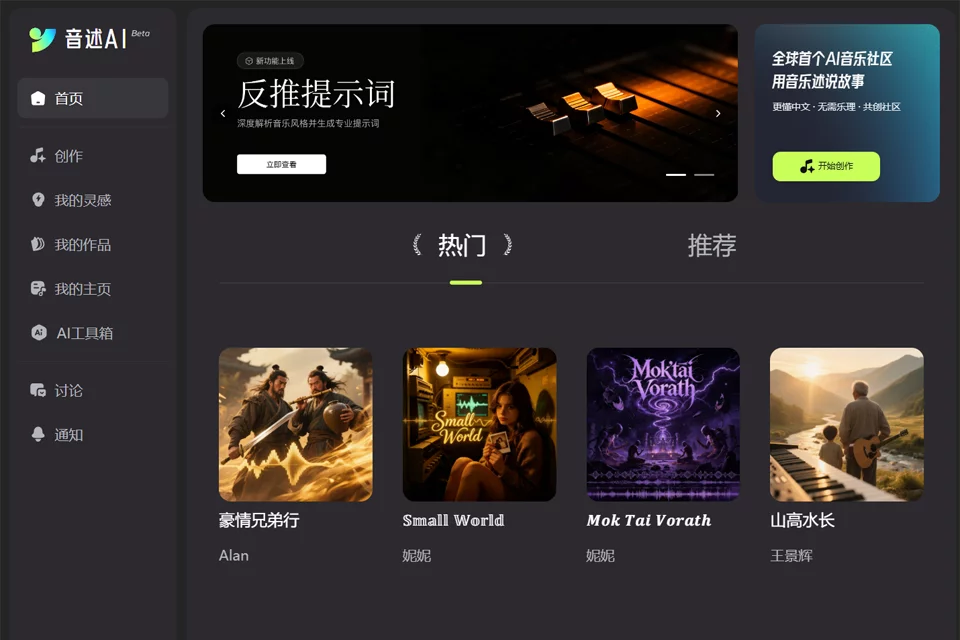 音述AI Beta
首页
创作
我的灵感
我的作品
我的主页
AI工具箱
讨论
通知
新功能上线
反推提示词
深度解析音乐风格并生成专业提示词
立即查看
全球首个AI音乐社区
用音乐述说故事
更懂中文 · 无需乐理 · 共创社区
开始创作
热门
推荐
Small
World
Mok'tai
Vorath
豪情兄弟行
Small World
Mok Tai Vorath
山高水长
Alan
妮妮
妮妮
王景辉